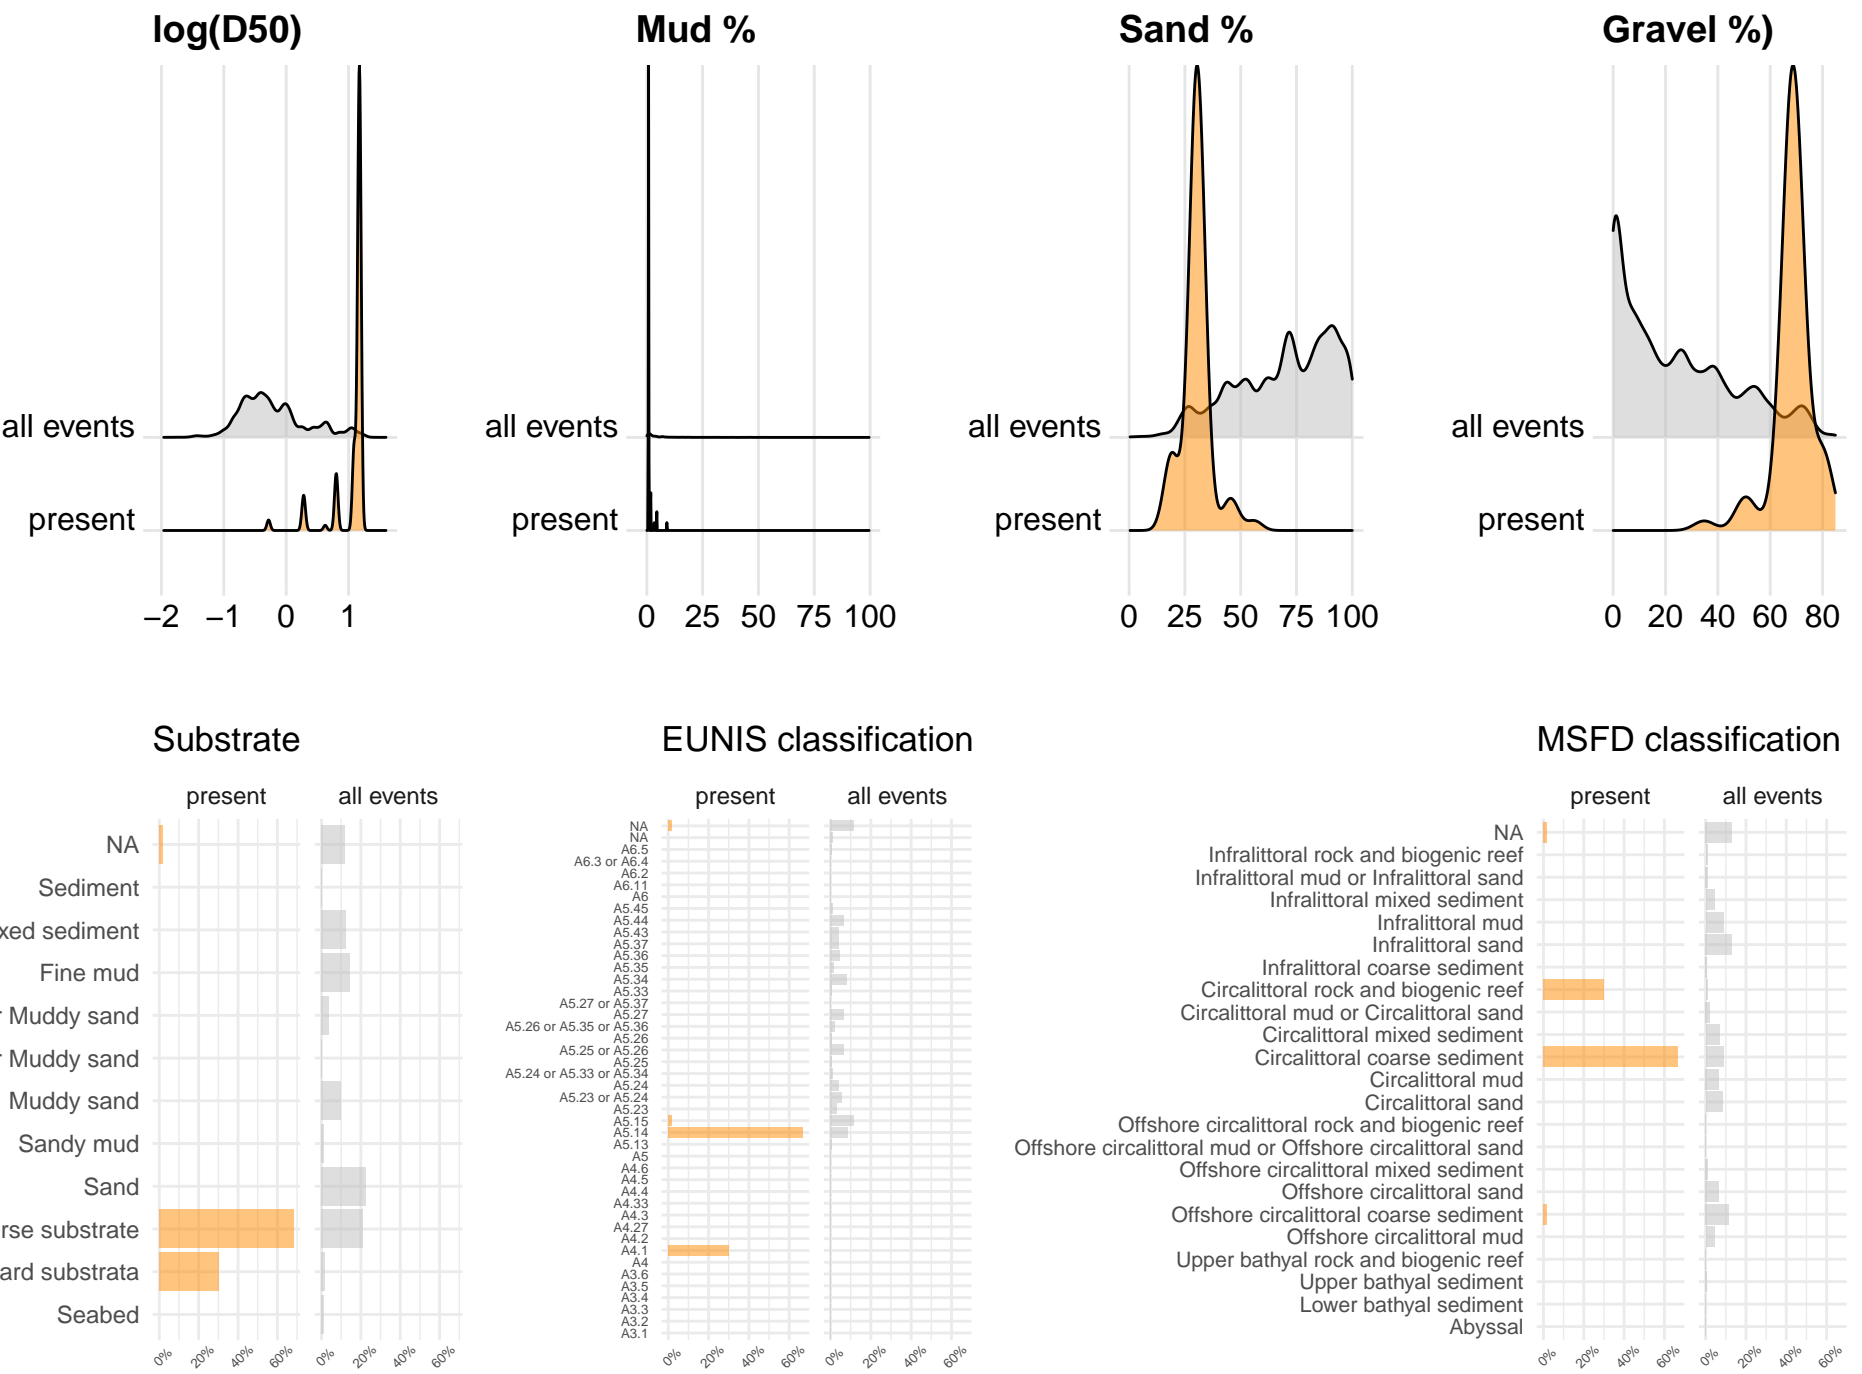 log(D50) Mud % Sand % Gravel %)
all events all events all events all events
present present present present
−2 −1 0 1 0 25 50 75 100 0 25 50 75 100 0 20 40 60 80
Substrate EUNIS classification MSFD classification
present all events present all events present all events
NA
Sediment
xed sediment
Fine mud
r Muddy sand
r Muddy sand
Muddy sand
Sandy mud
Sand
rse substrate
ard substrata
Seabed
0% 20% 40% 60% 0% 20% 40% 60%
NA
NA
A6.5
A6.3 or A6.4
A6.2
A6.11
A6
A5.45
A5.44
A5.43
A5.37
A5.36
A5.35
A5.34
A5.33
A5.27 or A5.37
A5.27
A5.26 or A5.35 or A5.36
A5.26
A5.25 or A5.26
A5.25
A5.24 or A5.33 or A5.34
A5.24
A5.23 or A5.24
A5.23
A5.15
A5.14
A5.13
A5
A4.6
A4.5
A4.4
A4.33
A4.3
A4.27
A4.2
A4.1
A4
A3.6
A3.5
A3.4
A3.3
A3.2
A3.1
0% 20% 40% 60% 0% 20% 40% 60%
NA
Infralittoral rock and biogenic reef
Infralittoral mud or Infralittoral sand
Infralittoral mixed sediment
Infralittoral mud
Infralittoral sand
Infralittoral coarse sediment
Circalittoral rock and biogenic reef
Circalittoral mud or Circalittoral sand
Circalittoral mixed sediment
Circalittoral coarse sediment
Circalittoral mud
Circalittoral sand
Offshore circalittoral rock and biogenic reef
Offshore circalittoral mud or Offshore circalittoral sand
Offshore circalittoral mixed sediment
Offshore circalittoral sand
Offshore circalittoral coarse sediment
Offshore circalittoral mud
Upper bathyal rock and biogenic reef
Upper bathyal sediment
Lower bathyal sediment
Abyssal
0% 20% 40% 60% 0% 20% 40% 60%